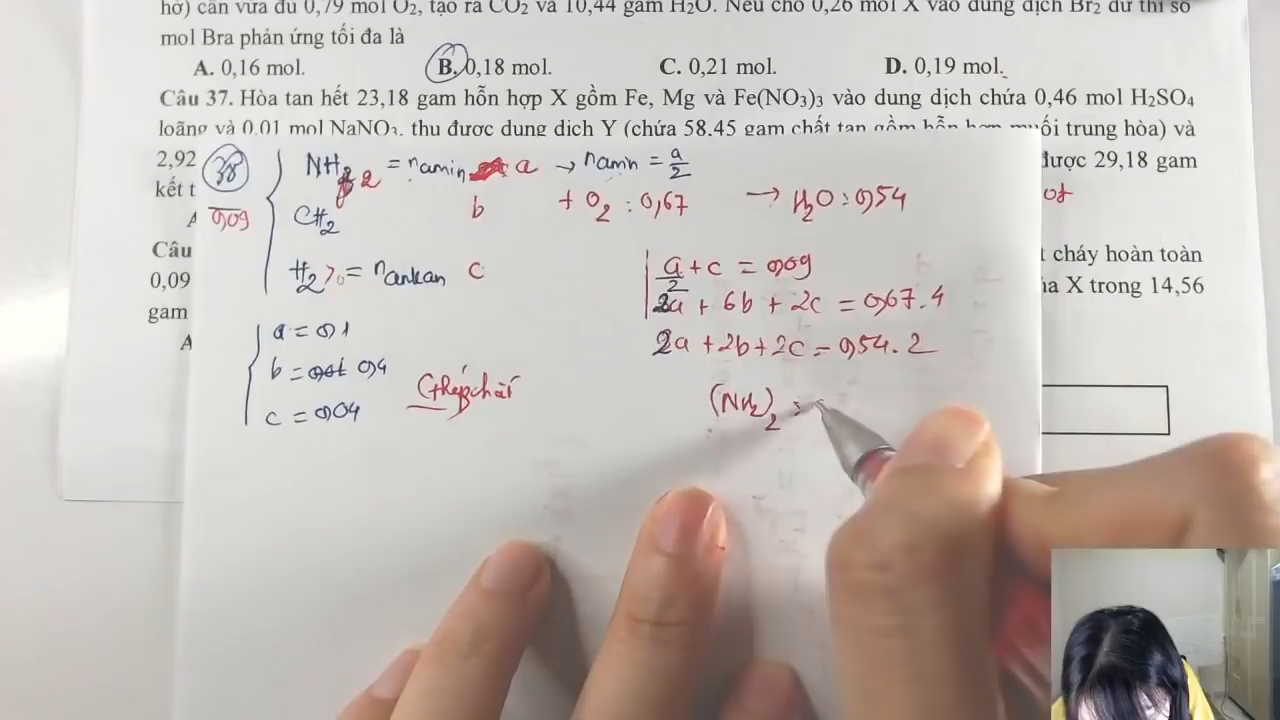 hở) cần vừa đủ 0,79 mol O₂, tạo ra CO₂ và 10,44 gam H₂O. Nếu cho 0,26 mol X vào dung dịch Br₂ dư thì số
mol Bra phản ứng tối đa là
A. 0,16 mol. B. 0,18 mol. C. 0,21 mol. D. 0,19 mol.
Câu 37. Hòa tan hết 23,18 gam hỗn hợp X gồm Fe, Mg và Fe(NO₃)₃ vào dung dịch chứa 0,46 mol H₂SO₄
loãng và 0,01 mol NaNO₃, thu được dung dịch Y (chứa 58,45 gam chất tan gồm hỗn hợp muối trung hòa) và
2,92 được 29,18 gam
kết t
A
Câu t cháy hoàn toàn
0,09 ủa X trong 14,56
gam
A
38
0,09
NH₂ = namin a → namin = a/2
CH₂ b + O₂ : 0,67 → H₂O : 0,54
H₂ = nankan c
a/2 + c = 0,09
2a + 6b + 2c = 0,67.4
2a + 2b + 2c = 0,54.2
a = 0,1
b = 0,4
c = 0,04
Ghép chất
(NH₂)₂ :